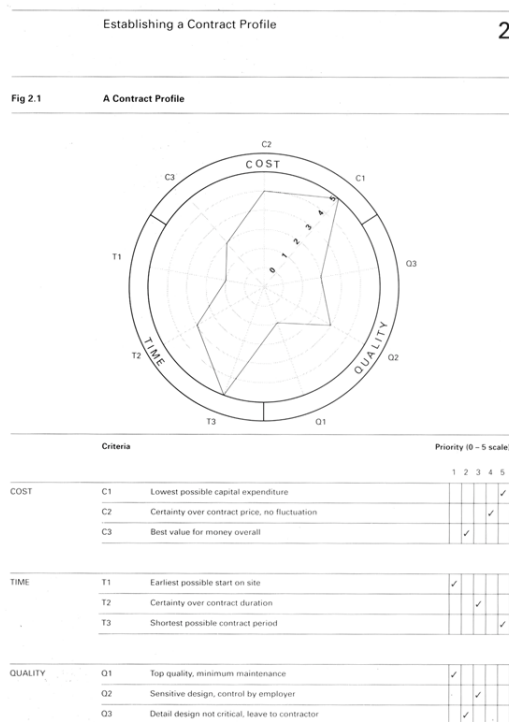 Establishing a Contract Profile 2
Fig 2.1 A Contract Profile
C2
COST
C3
C1
5
4
3
2
1
0
T1
Q3
TIME
QUALITY
T2
Q2
T3
Q1
Criteria Priority (0 – 5 scale)
1 2 3 4 5
COST C1 Lowest possible capital expenditure ✓
C2 Certainty over contract price, no fluctuation ✓
C3 Best value for money overall ✓
TIME T1 Earliest possible start on site ✓
T2 Certainty over contract duration ✓
T3 Shortest possible contract period ✓
QUALITY Q1 Top quality, minimum maintenance ✓
Q2 Sensitive design, control by employer ✓
Q3 Detail design not critical, leave to contractor ✓